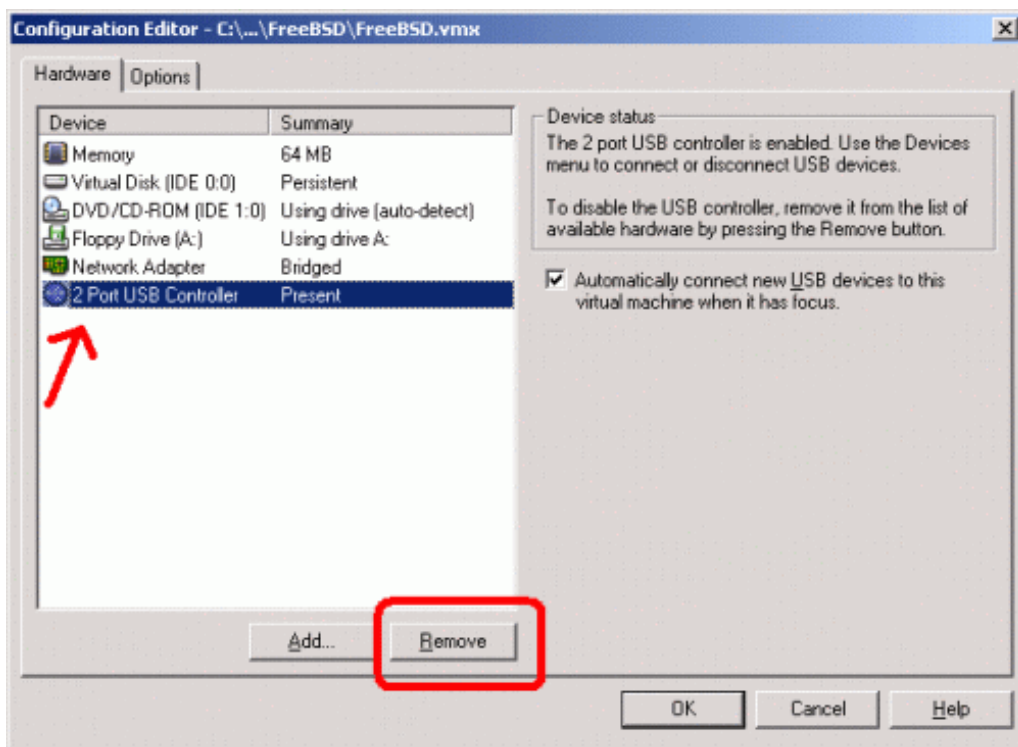 Configuration Editor - C:\...\FreeBSD\FreeBSD.vmx
Hardware Options
Device Summary
Memory 64 MB
Virtual Disk (IDE 0:0) Persistent
DVD/CD-ROM (IDE 1:0) Using drive (auto-detect)
Floppy Drive (A:) Using drive A:
Network Adapter Bridged
2 Port USB Controller Present
Device status
The 2 port USB controller is enabled. Use the Devices
menu to connect or disconnect USB devices.
To disable the USB controller, remove it from the list of
available hardware by pressing the Remove button.
Automatically connect new USB devices to this
virtual machine when it has focus.
Add... Remove
OK Cancel Help